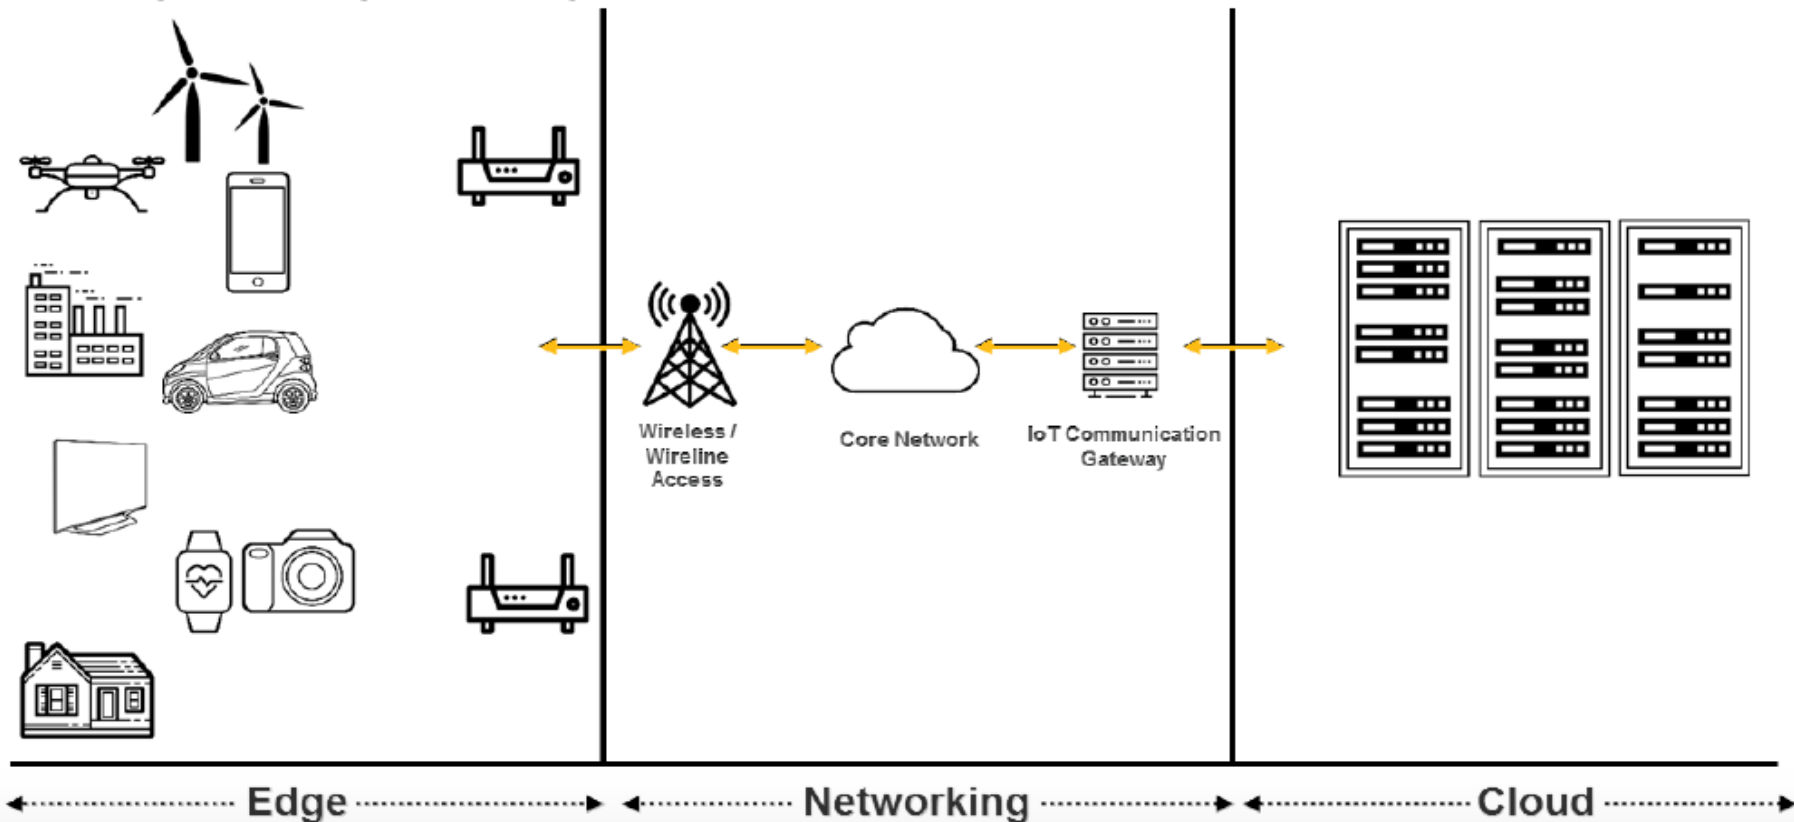 Wireless /
Wireline
Access
Core Network
IoT Communication
Gateway
Edge
Networking
Cloud